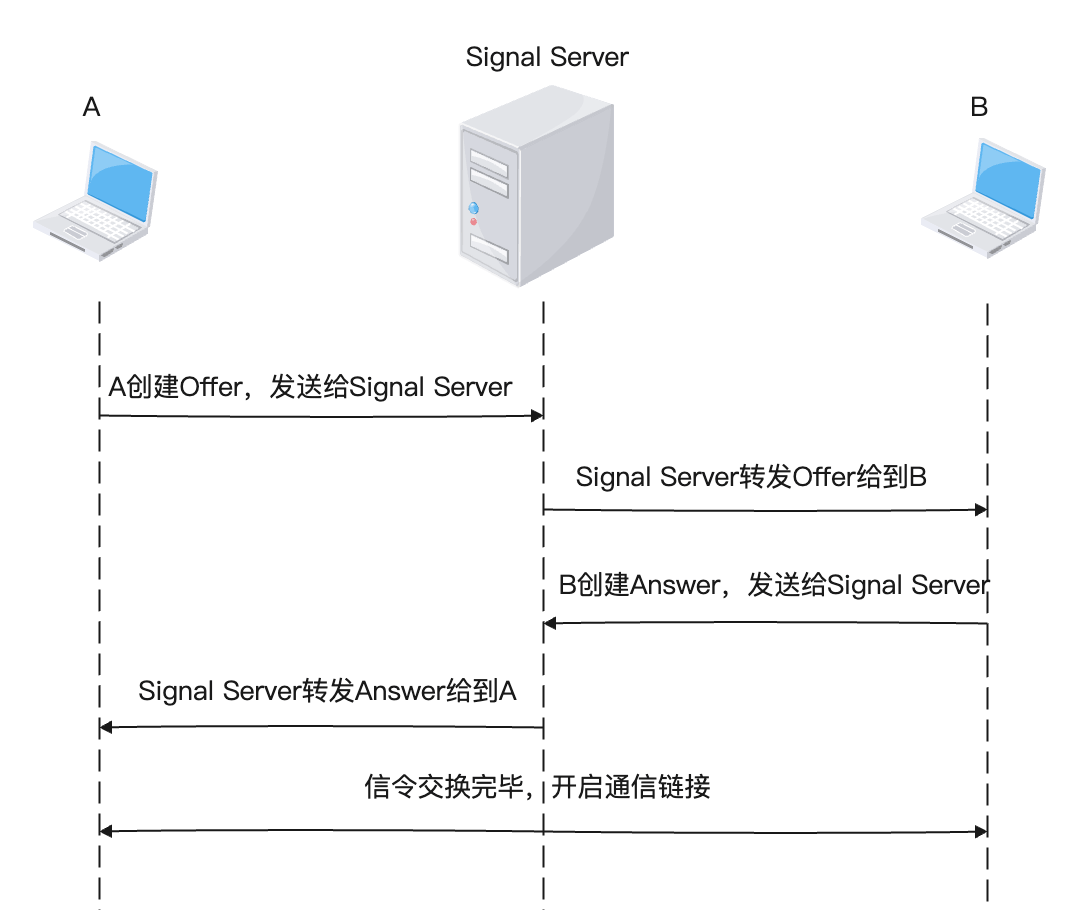 Signal Server
A
B
A创建Offer，发送给Signal Server
Signal Server转发Offer给到B
B创建Answer，发送给Signal Server
Signal Server转发Answer给到A
信令交换完毕，开启通信链接